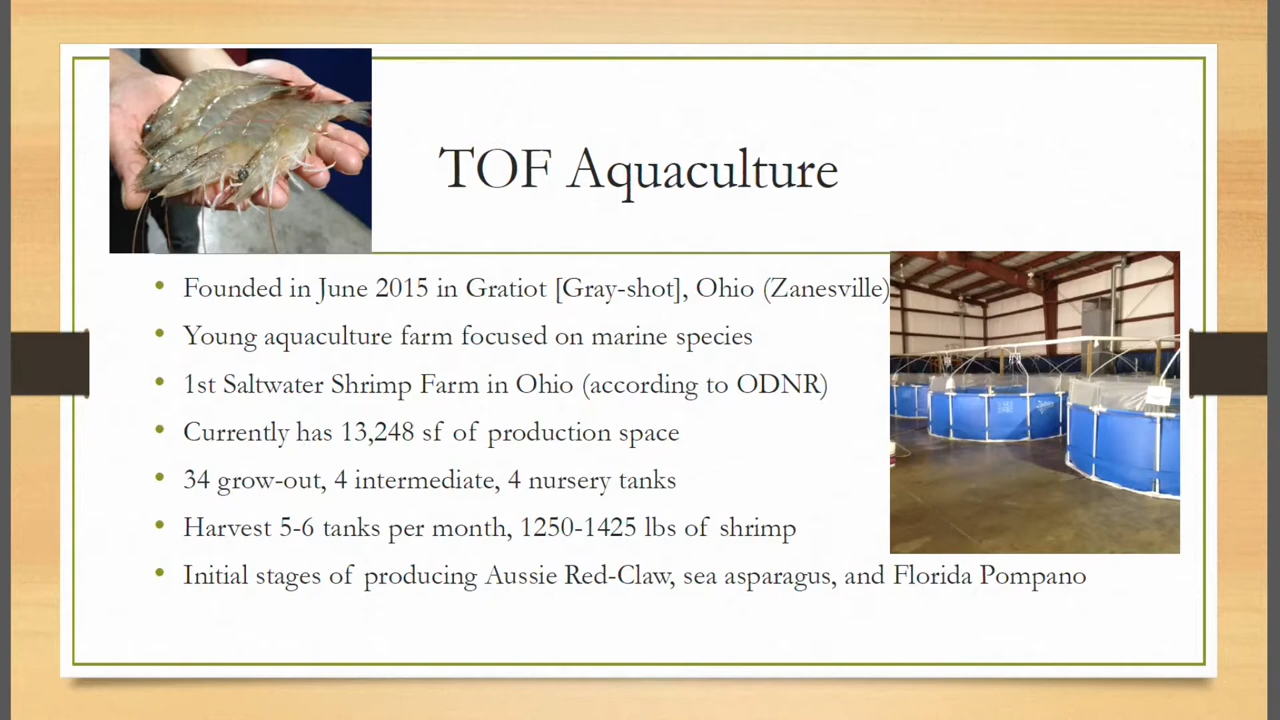 TOF Aquaculture
Founded in June 2015 in Gratiot [Gray-shot], Ohio (Zanesville)
Young aquaculture farm focused on marine species
1st Saltwater Shrimp Farm in Ohio (according to ODNR)
Currently has 13,248 sf of production space
34 grow-out, 4 intermediate, 4 nursery tanks
Harvest 5-6 tanks per month, 1250-1425 lbs of shrimp
Initial stages of producing Aussie Red-Claw, sea asparagus, and Florida Pompano